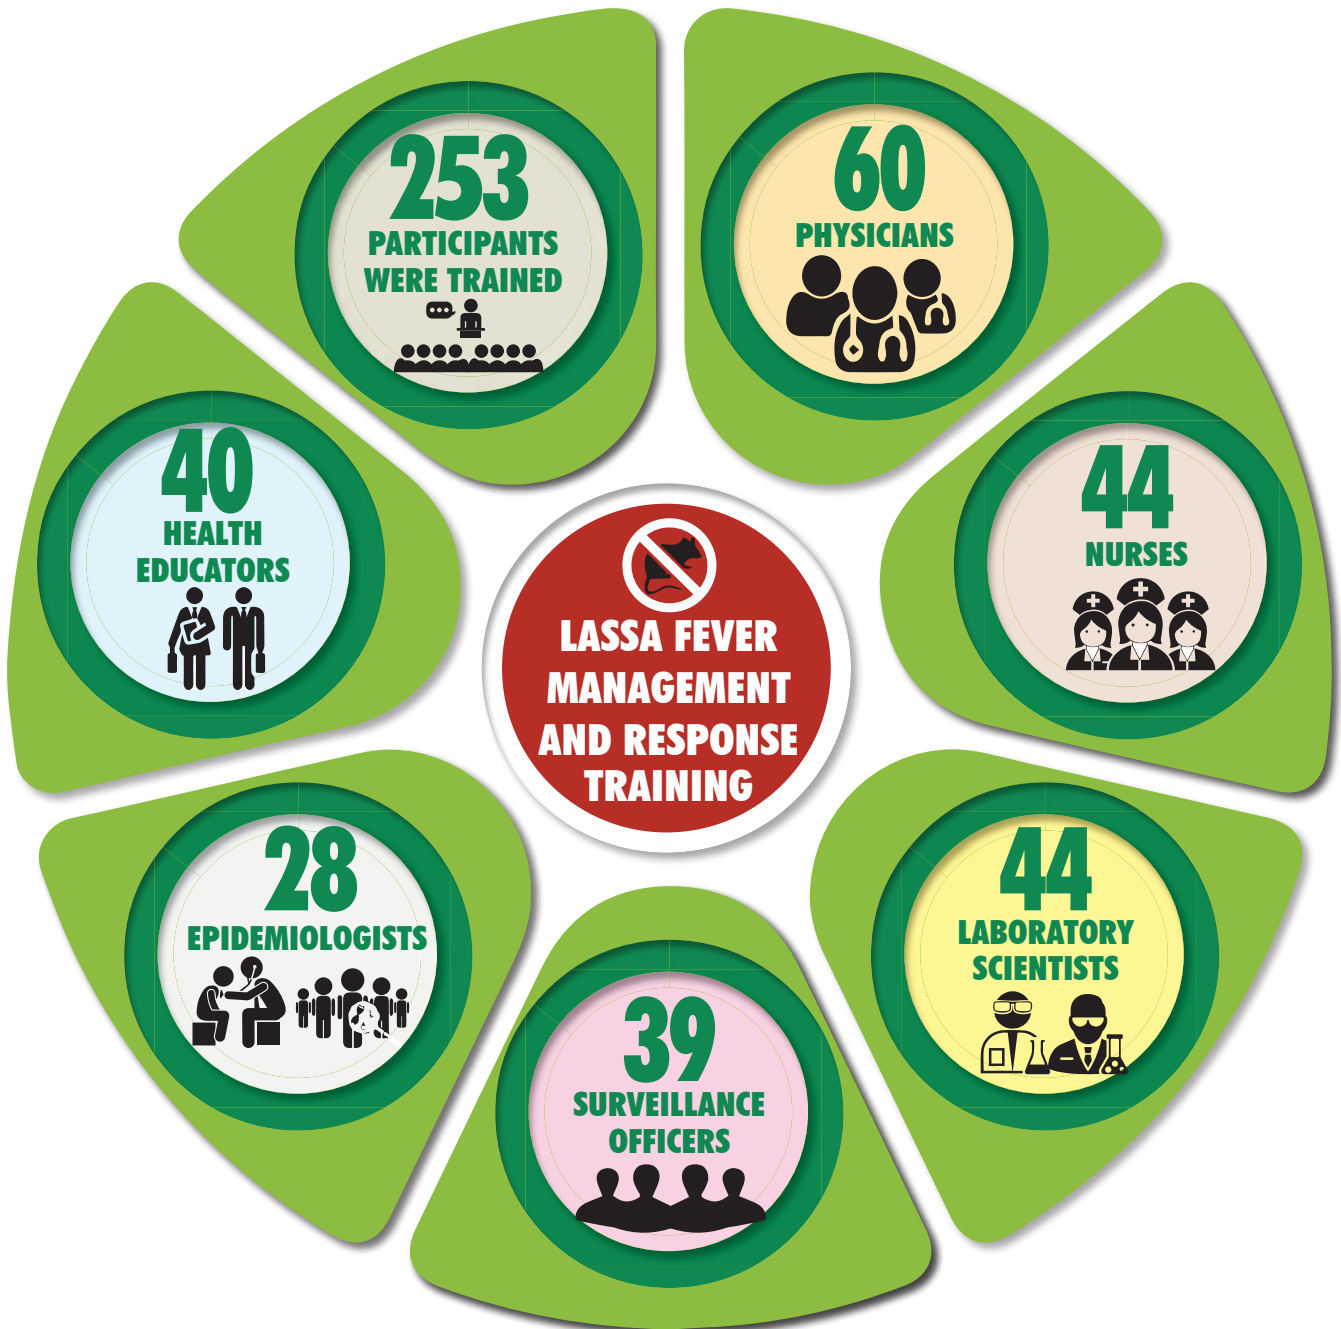 253
PARTICIPANTS
WERE TRAINED
60
PHYSICIANS
44
NURSES
44
LABORATORY
SCIENTISTS
39
SURVEILLANCE
OFFICERS
28
EPIDEMIOLOGISTS
40
HEALTH
EDUCATORS
LASSA FEVER
MANAGEMENT
AND RESPONSE
TRAINING